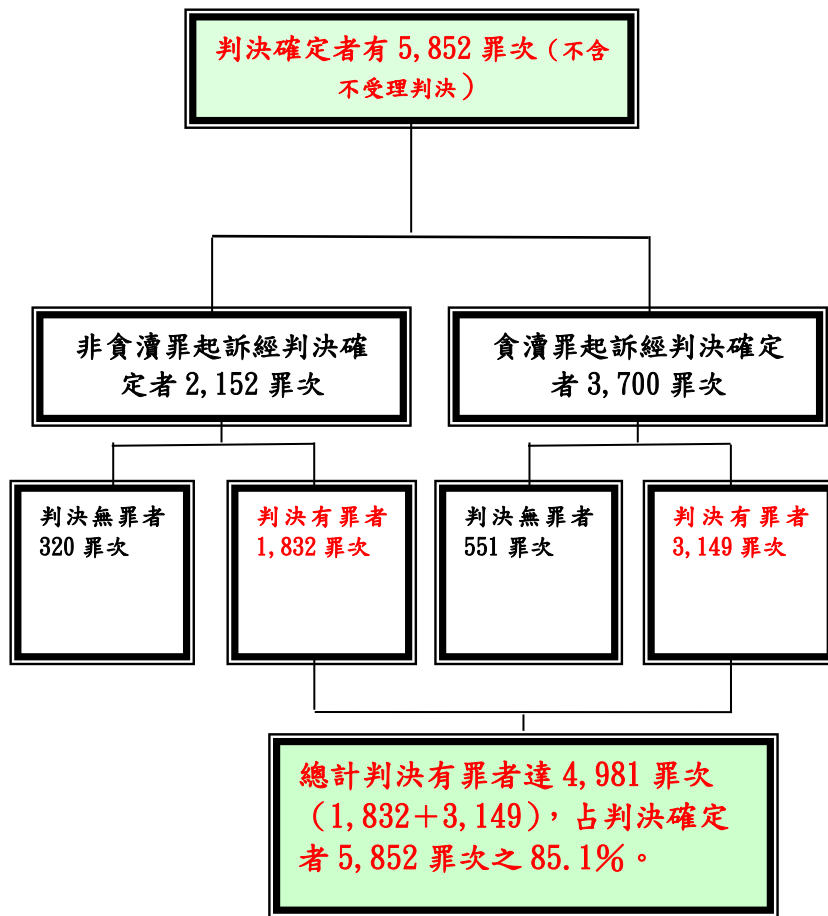 判決確定者有 5,852 罪次（不含
不受理判決）
非貪瀆罪起訴經判決確
定者 2,152 罪次
貪瀆罪起訴經判決確定
者 3,700 罪次
判決無罪者
320 罪次
判決有罪者
1,832 罪次
判決無罪者
551 罪次
判決有罪者
3,149 罪次
總計判決有罪者達 4,981 罪次
（1,832＋3,149），占判決確定
者 5,852 罪次之 85.1％。